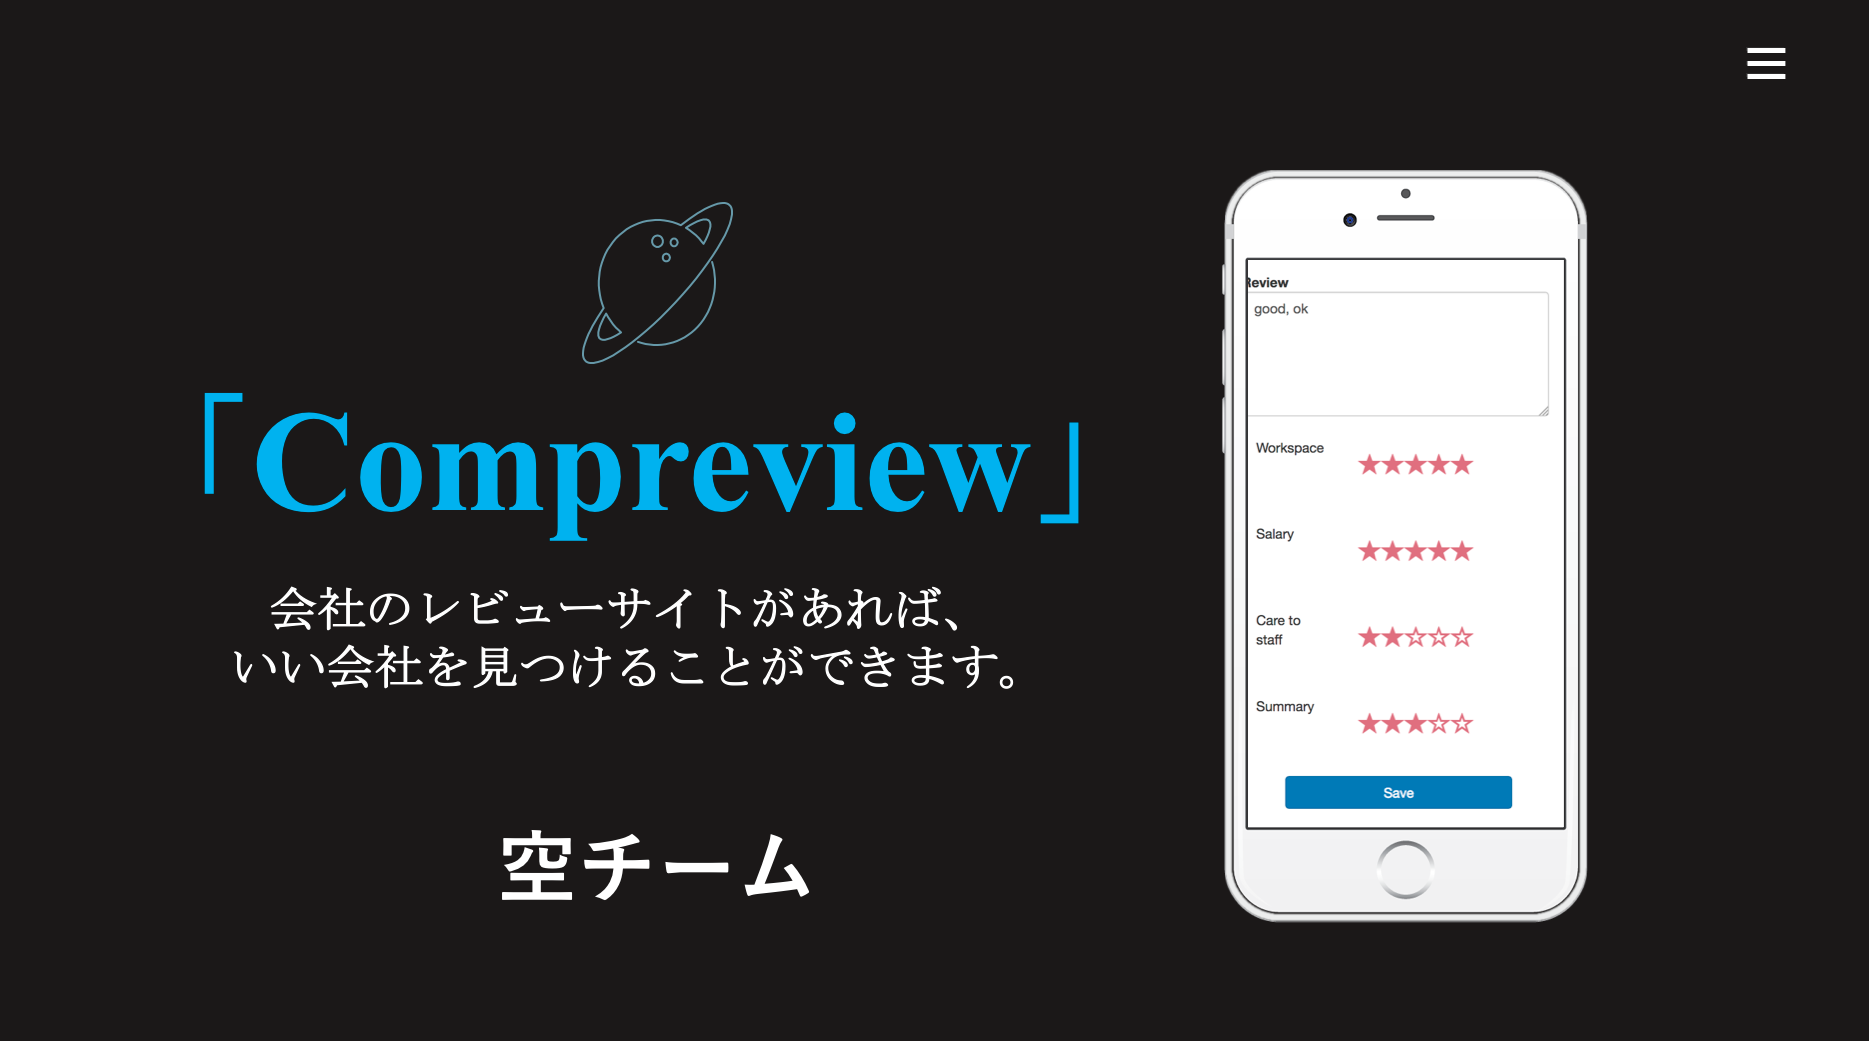 「Compreview」
会社のレビューサイトがあれば、
いい会社を見つけることができます。
空チーム
Review
good, ok
Workspace
Salary
Care to
staff
Summary
Save